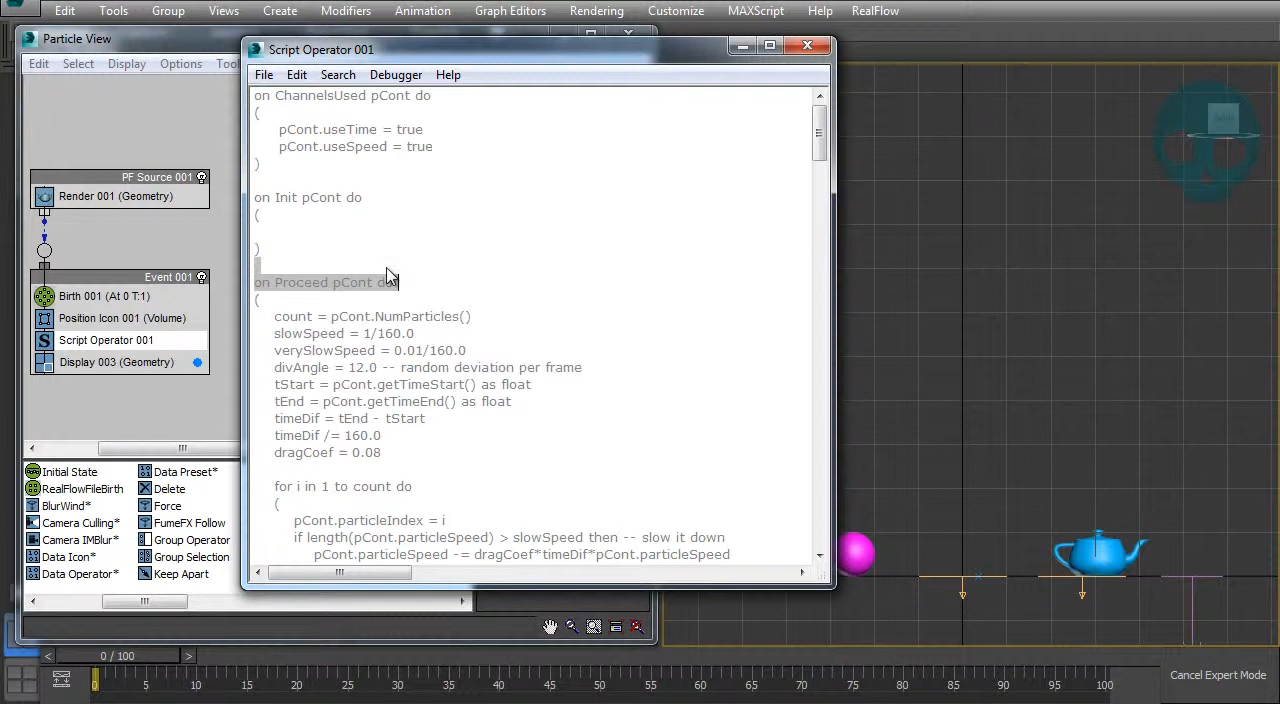 Edit Tools Group Views Create Modifiers Animation Graph Editors Rendering Customize MAXScript Help RealFlow
Particle View
Edit Select Display Options Tools
PF Source 001
Render 001 (Geometry)
Event 001
Birth 001 (At 0 T:1)
Position Icon 001 (Volume)
Script Operator 001
Display 003 (Geometry)
Initial State
RealFlowFileBirth
BlurWind*
Camera Culling*
Camera IMBlur*
Data Icon*
Data Operator*
Data Preset*
Delete
Force
FumeFX Follow
Group Operator
Group Selection
Keep Apart
Script Operator 001
File Edit Search Debugger Help
on ChannelsUsed pCont do
(
pCont.useTime = true
pCont.useSpeed = true
)
on Init pCont do
(
)
on Proceed pCont do
(
count = pCont.NumParticles()
slowSpeed = 1/160.0
verySlowSpeed = 0.01/160.0
divAngle = 12.0 -- random deviation per frame
tStart = pCont.getTimeStart() as float
tEnd = pCont.getTimeEnd() as float
timeDif = tEnd - tStart
timeDif /= 160.0
dragCoef = 0.08
for i in 1 to count do
(
pCont.particleIndex = i
if length(pCont.particleSpeed) > slowSpeed then -- slow it down
pCont.particleSpeed -= dragCoef*timeDif*pCont.particleSpeed
< 0 / 100 >
0 5 10 15 20 25 30 35 40 45 50 55 60 65 70 75 80 85 90 95 100
Cancel Expert Mode